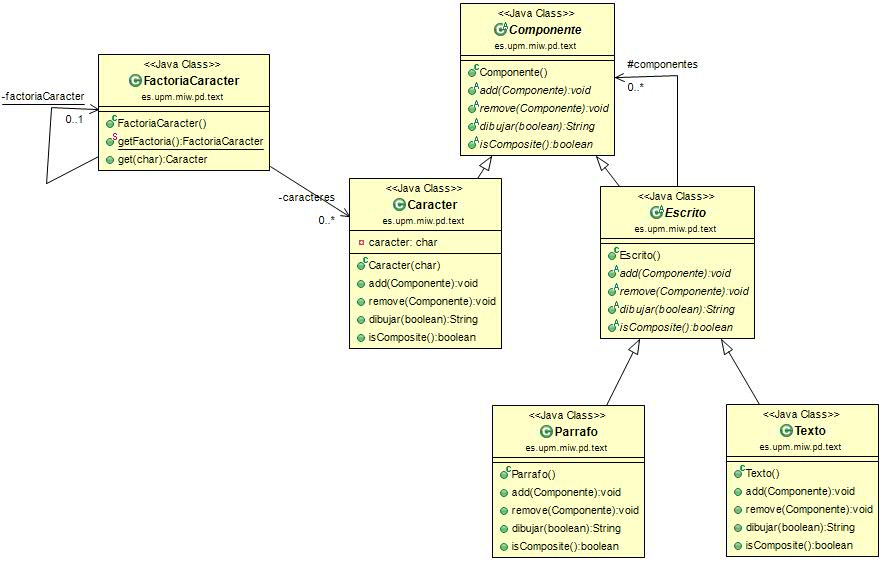 <<Java Class>>
Componente
es.upm.miw.pd.text
Componente()
add(Componente):void
remove(Componente):void
dibujar(boolean):String
isComposite():boolean
#componentes
0..*
<<Java Class>>
FactoriaCaracter
es.upm.miw.pd.text
FactoriaCaracter()
getFactoria():FactoriaCaracter
get(char):Caracter
-factoriaCaracter
0..1
-caracteres
0..*
<<Java Class>>
Caracter
es.upm.miw.pd.text
caracter: char
Caracter(char)
add(Componente):void
remove(Componente):void
dibujar(boolean):String
isComposite():boolean
<<Java Class>>
Escrito
es.upm.miw.pd.text
Escrito()
add(Componente):void
remove(Componente):void
dibujar(boolean):String
isComposite():boolean
<<Java Class>>
Parrafo
es.upm.miw.pd.text
Parrafo()
add(Componente):void
remove(Componente):void
dibujar(boolean):String
isComposite():boolean
<<Java Class>>
Texto
es.upm.miw.pd.text
Texto()
add(Componente):void
remove(Componente):void
dibujar(boolean):String
isComposite():boolean